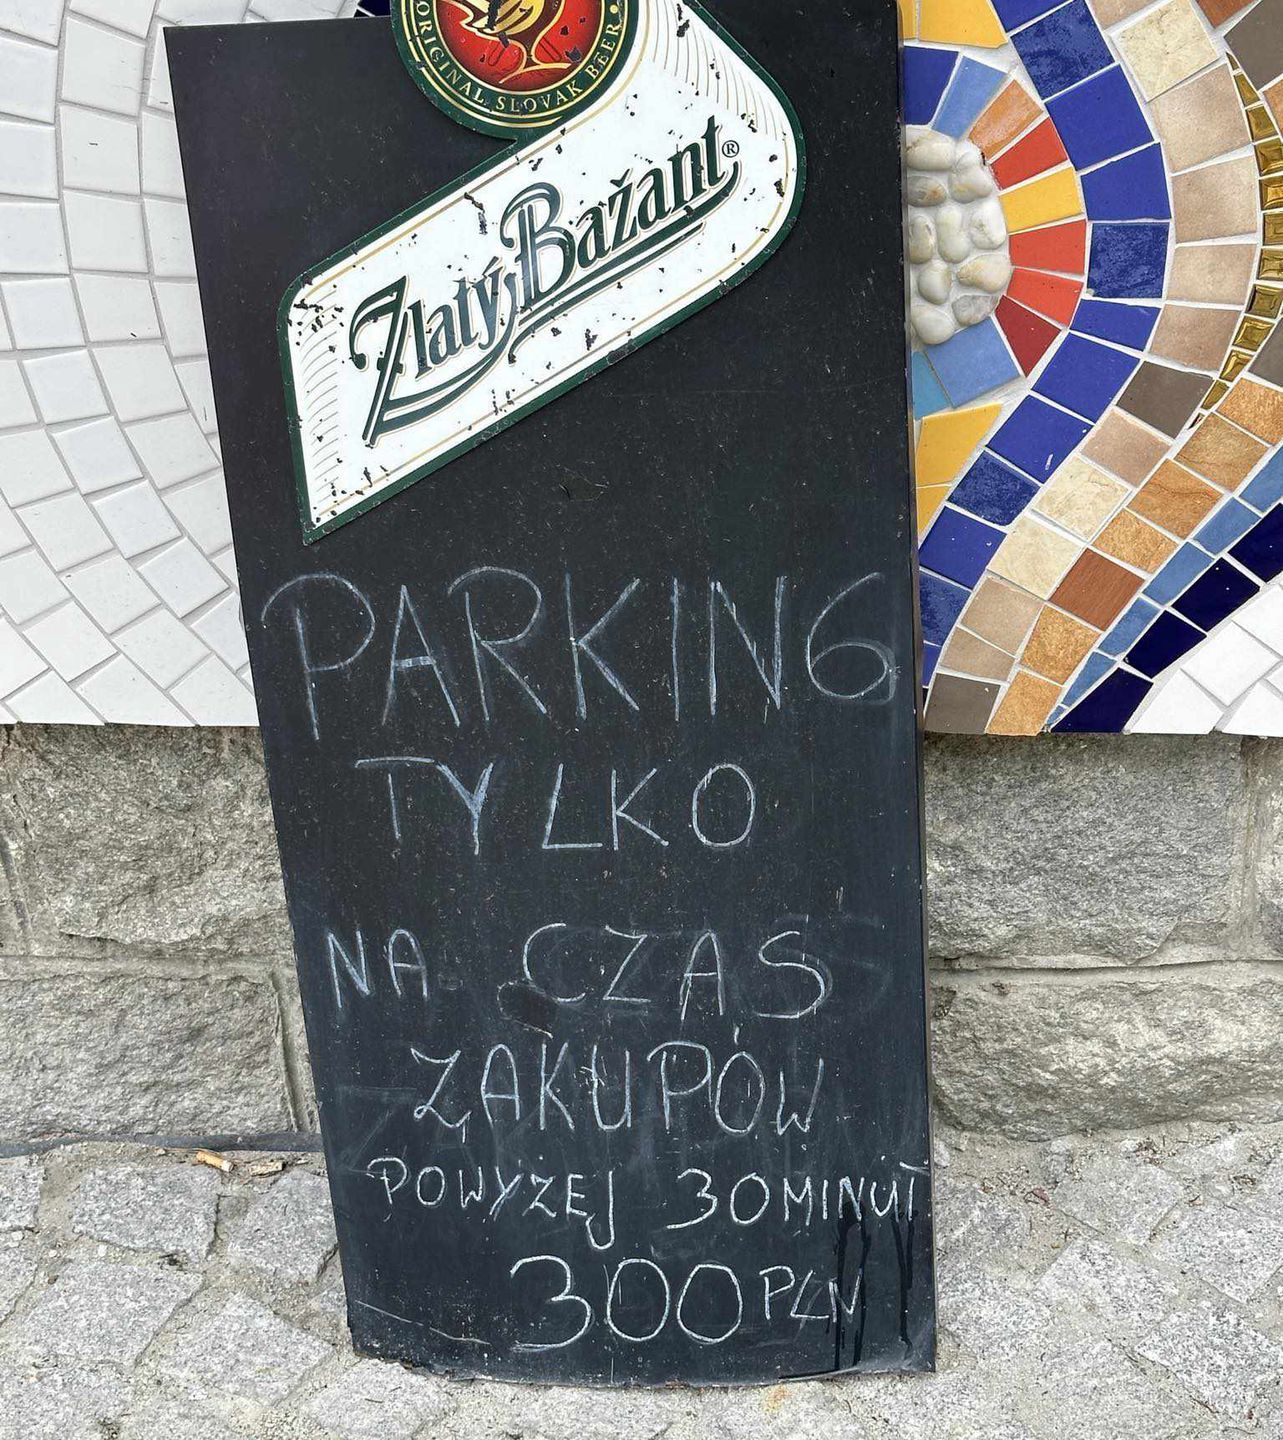 ORIGINAL SLOVAK BEER
Zlatý Bažant®
PARKING
TYLKO
NA CZAS
ZAKUPÓW
POWYŻEJ 30 MINUT
300 PLN